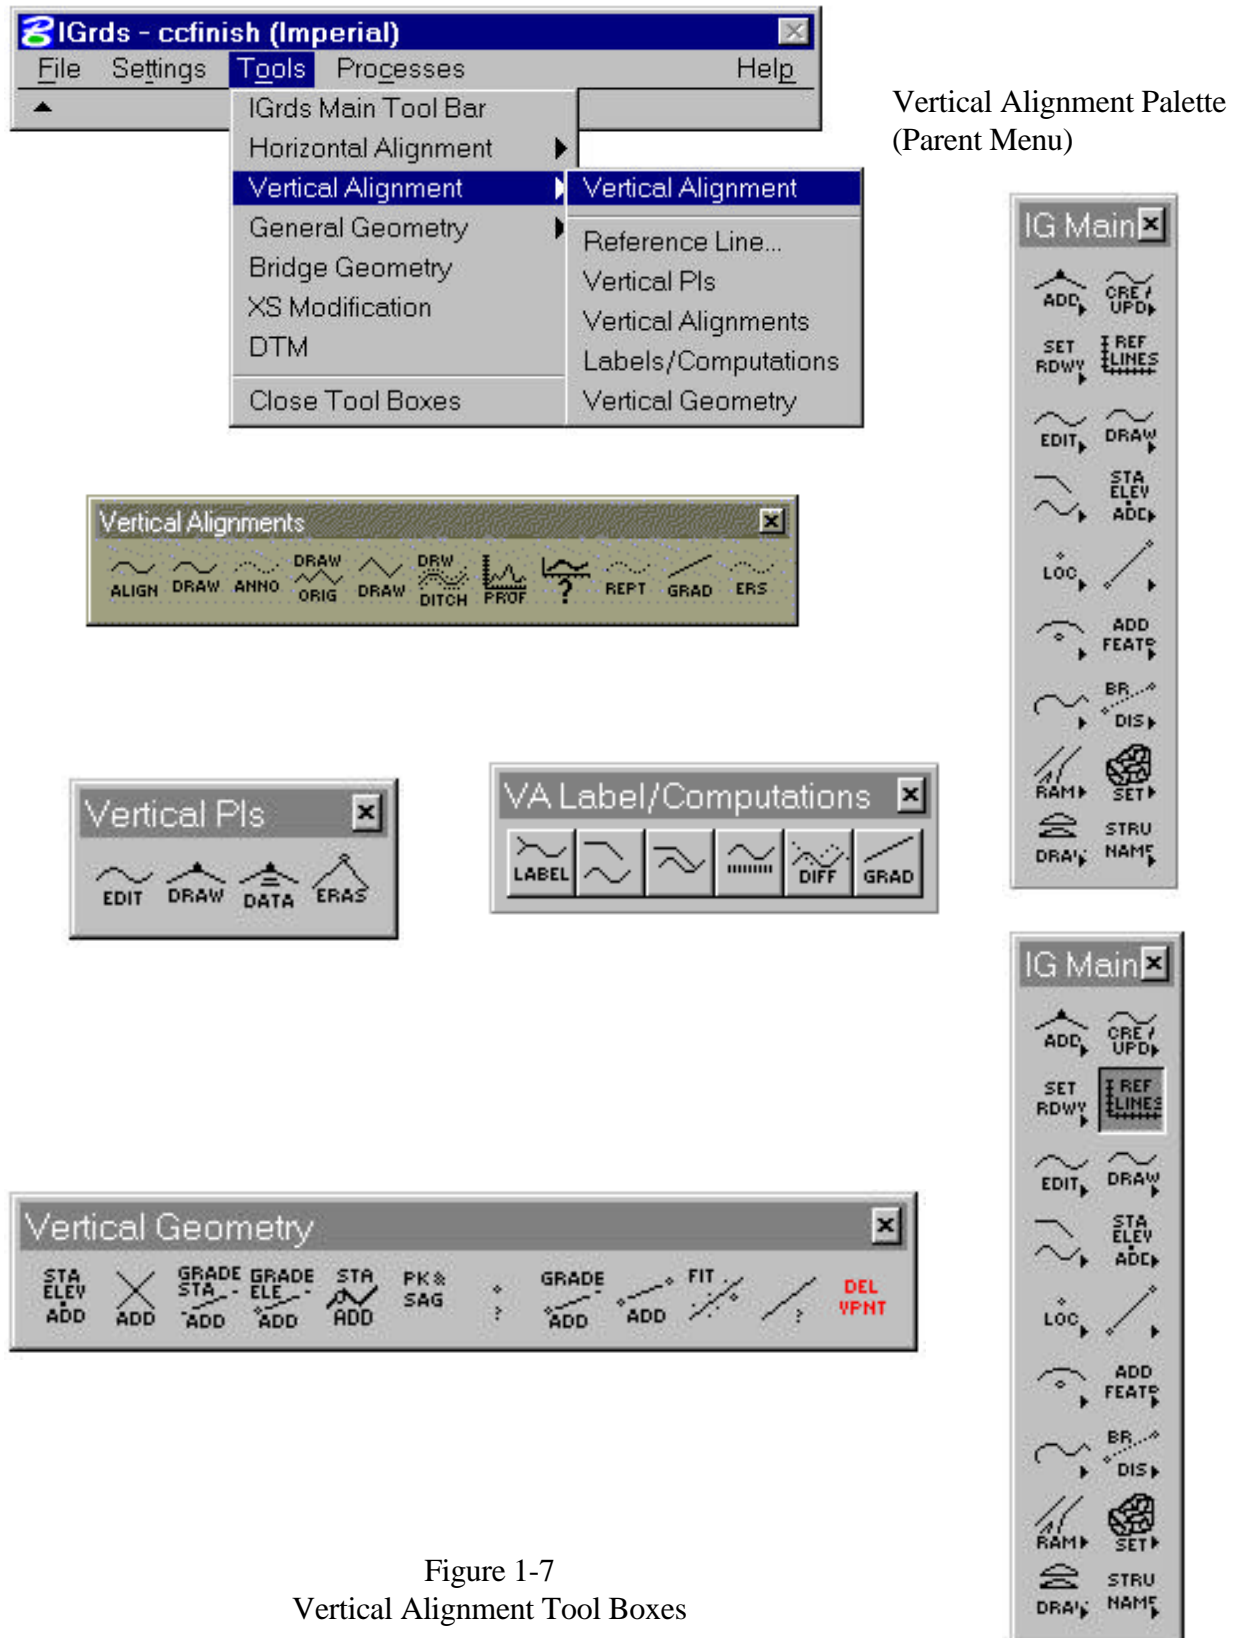 IGrds - ccfinish (Imperial)
File Settings Tools Processes Help
IGrds Main Tool Bar
Horizontal Alignment
Vertical Alignment
General Geometry
Bridge Geometry
XS Modification
DTM
Close Tool Boxes
Vertical Alignment
Reference Line...
Vertical PIs
Vertical Alignments
Labels/Computations
Vertical Geometry
Vertical Alignment Palette
(Parent Menu)
IG Main
ADD CRE/ UPD
SET RDWY REF LINES
EDIT DRAW
STA ELEV ADD
LOC
ADD FEAT
BR DIS
RAM SET
DRA STRU NAME
Vertical Alignments
ALIGN DRAW ANNO DRAW ORIG DRAW DRW DITCH PROF ? REPT GRAD ERS
Vertical PIs
EDIT DRAW DATA ERAS
VA Label/Computations
LABEL DIFF GRAD
IG Main
ADD CRE/ UPD
SET RDWY REF LINES
EDIT DRAW
STA ELEV ADD
LOC
ADD FEAT
BR DIS
RAM SET
DRA STRU NAME
Vertical Geometry
STA ELEV ADD ADD GRADE STA ADD GRADE ELE ADD STA ADD PK & SAG ? GRADE ADD ADD FIT ? DEL VPNT
Figure 1-7
Vertical Alignment Tool Boxes